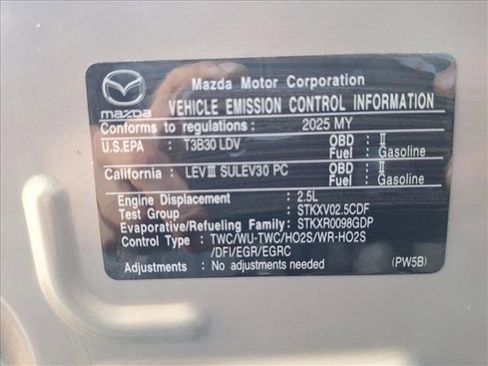 mazda
Mazda Motor Corporation
VEHICLE EMISSION CONTROL INFORMATION
Conforms to regulations : 2025 MY
U.S.EPA : T3B30 LDV OBD : II
Fuel : Gasoline
California : LEVIII SULEV30 PC OBD : II
Fuel : Gasoline
Engine Displacement : 2.5L
Test Group : STKXV02.5CDF
Evaporative/Refueling Family : STKXR0098GDP
Control Type : TWC/WU-TWC/HO2S/WR-HO2S
/DFI/EGR/EGRC
Adjustments : No adjustments needed. (PW5B)